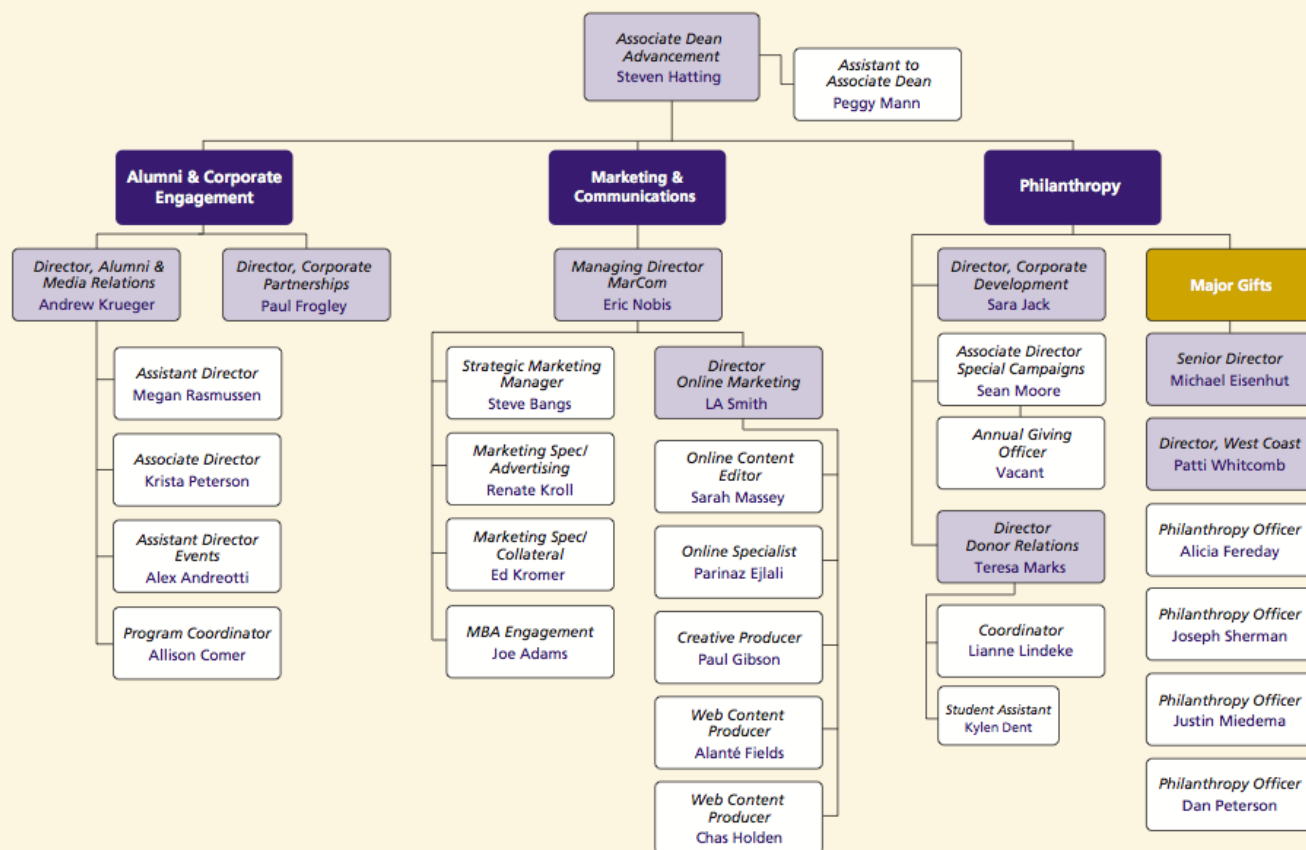 Associate Dean
Advancement
Steven Hatting
Assistant to
Associate Dean
Peggy Mann
Alumni & Corporate
Engagement
Director, Alumni &
Media Relations
Andrew Krueger
Director, Corporate
Partnerships
Paul Frogley
Assistant Director
Megan Rasmussen
Associate Director
Krista Peterson
Assistant Director
Events
Alex Andreotti
Program Coordinator
Allison Comer
Marketing &
Communications
Managing Director
MarCom
Eric Nobis
Strategic Marketing
Manager
Steve Bangs
Marketing Spec/
Advertising
Renate Kroll
Marketing Spec/
Collateral
Ed Kromer
MBA Engagement
Joe Adams
Director
Online Marketing
LA Smith
Online Content
Editor
Sarah Massey
Online Specialist
Parinaz Ejlali
Creative Producer
Paul Gibson
Web Content
Producer
Alanté Fields
Web Content
Producer
Chas Holden
Philanthropy
Director, Corporate
Development
Sara Jack
Associate Director
Special Campaigns
Sean Moore
Annual Giving
Officer
Vacant
Director
Donor Relations
Teresa Marks
Coordinator
Lianne Lindeke
Student Assistant
Kylen Dent
Major Gifts
Senior Director
Michael Eisenhut
Director, West Coast
Patti Whitcomb
Philanthropy Officer
Alicia Fereday
Philanthropy Officer
Joseph Sherman
Philanthropy Officer
Justin Miedema
Philanthropy Officer
Dan Peterson